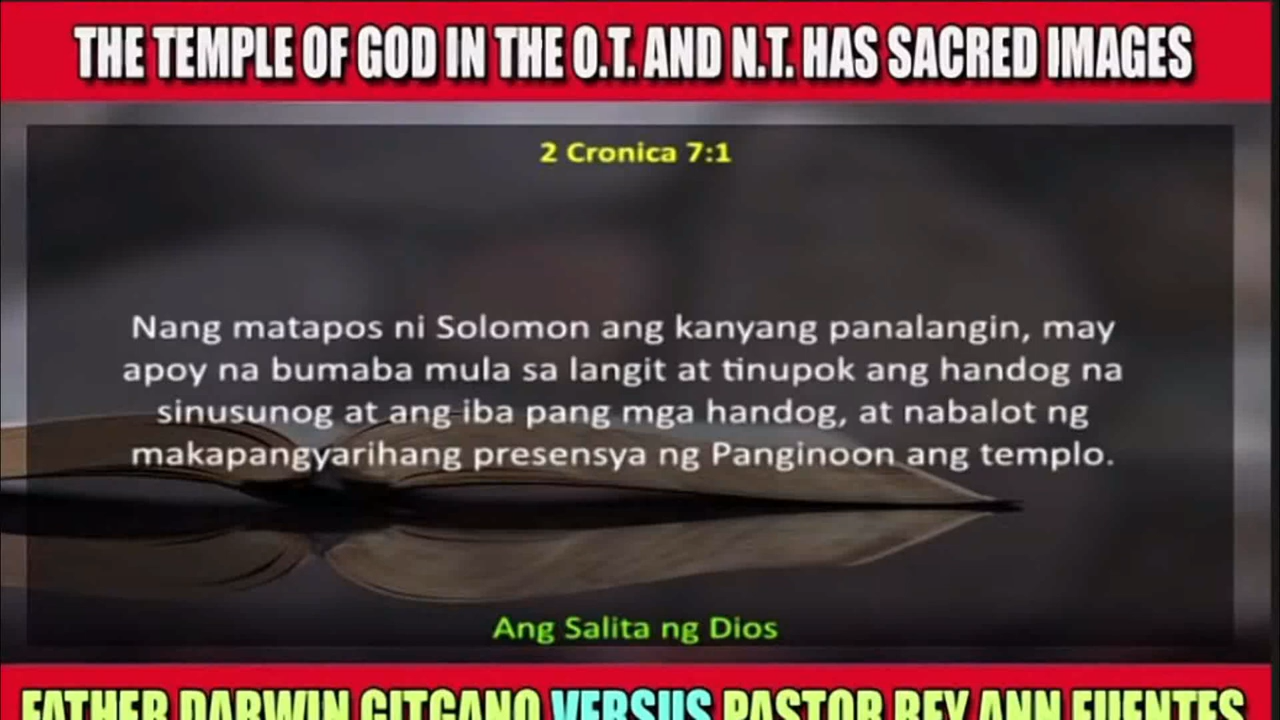 THE TEMPLE OF GOD IN THE O.T. AND N.T. HAS SACRED IMAGES
2 Cronica 7:1
Nang matapos ni Solomon ang kanyang panalangin, may
apoy na bumaba mula sa langit at tinupok ang handog na
sinusunog at ang iba pang mga handog, at nabalot ng
makapangyarihang presensya ng Panginoon ang templo.
Ang Salita ng Dios
FATHER DARWIN GITGANO VERSUS PASTOR REY ANN FUENTES